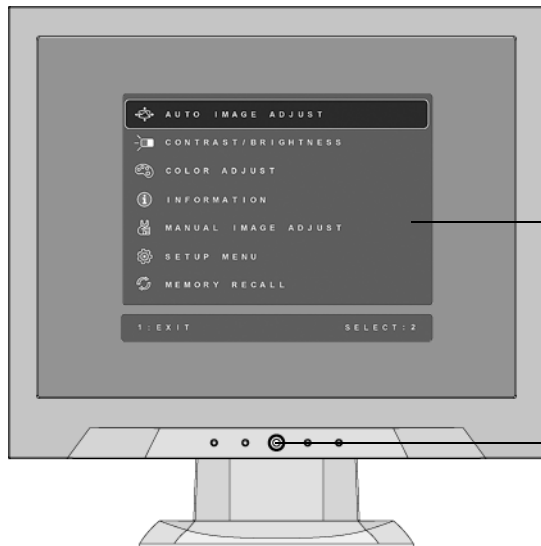 AUTO IMAGE ADJUST
CONTRAST/BRIGHTNESS
COLOR ADJUST
INFORMATION
MANUAL IMAGE ADJUST
SETUP MENU
MEMORY RECALL
1:EXIT SELECT:2